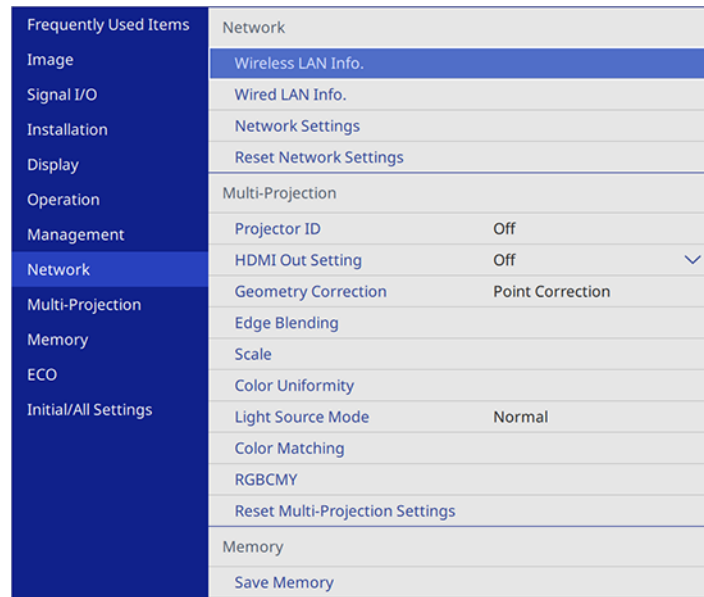 Frequently Used Items
Image
Signal I/O
Installation
Display
Operation
Management
Network
Multi-Projection
Memory
ECO
Initial/All Settings
Network
Wireless LAN Info.
Wired LAN Info.
Network Settings
Reset Network Settings
Multi-Projection
Projector ID Off
HDMI Out Setting Off
Geometry Correction Point Correction
Edge Blending
Scale
Color Uniformity
Light Source Mode Normal
Color Matching
RGBCMY
Reset Multi-Projection Settings
Memory
Save Memory